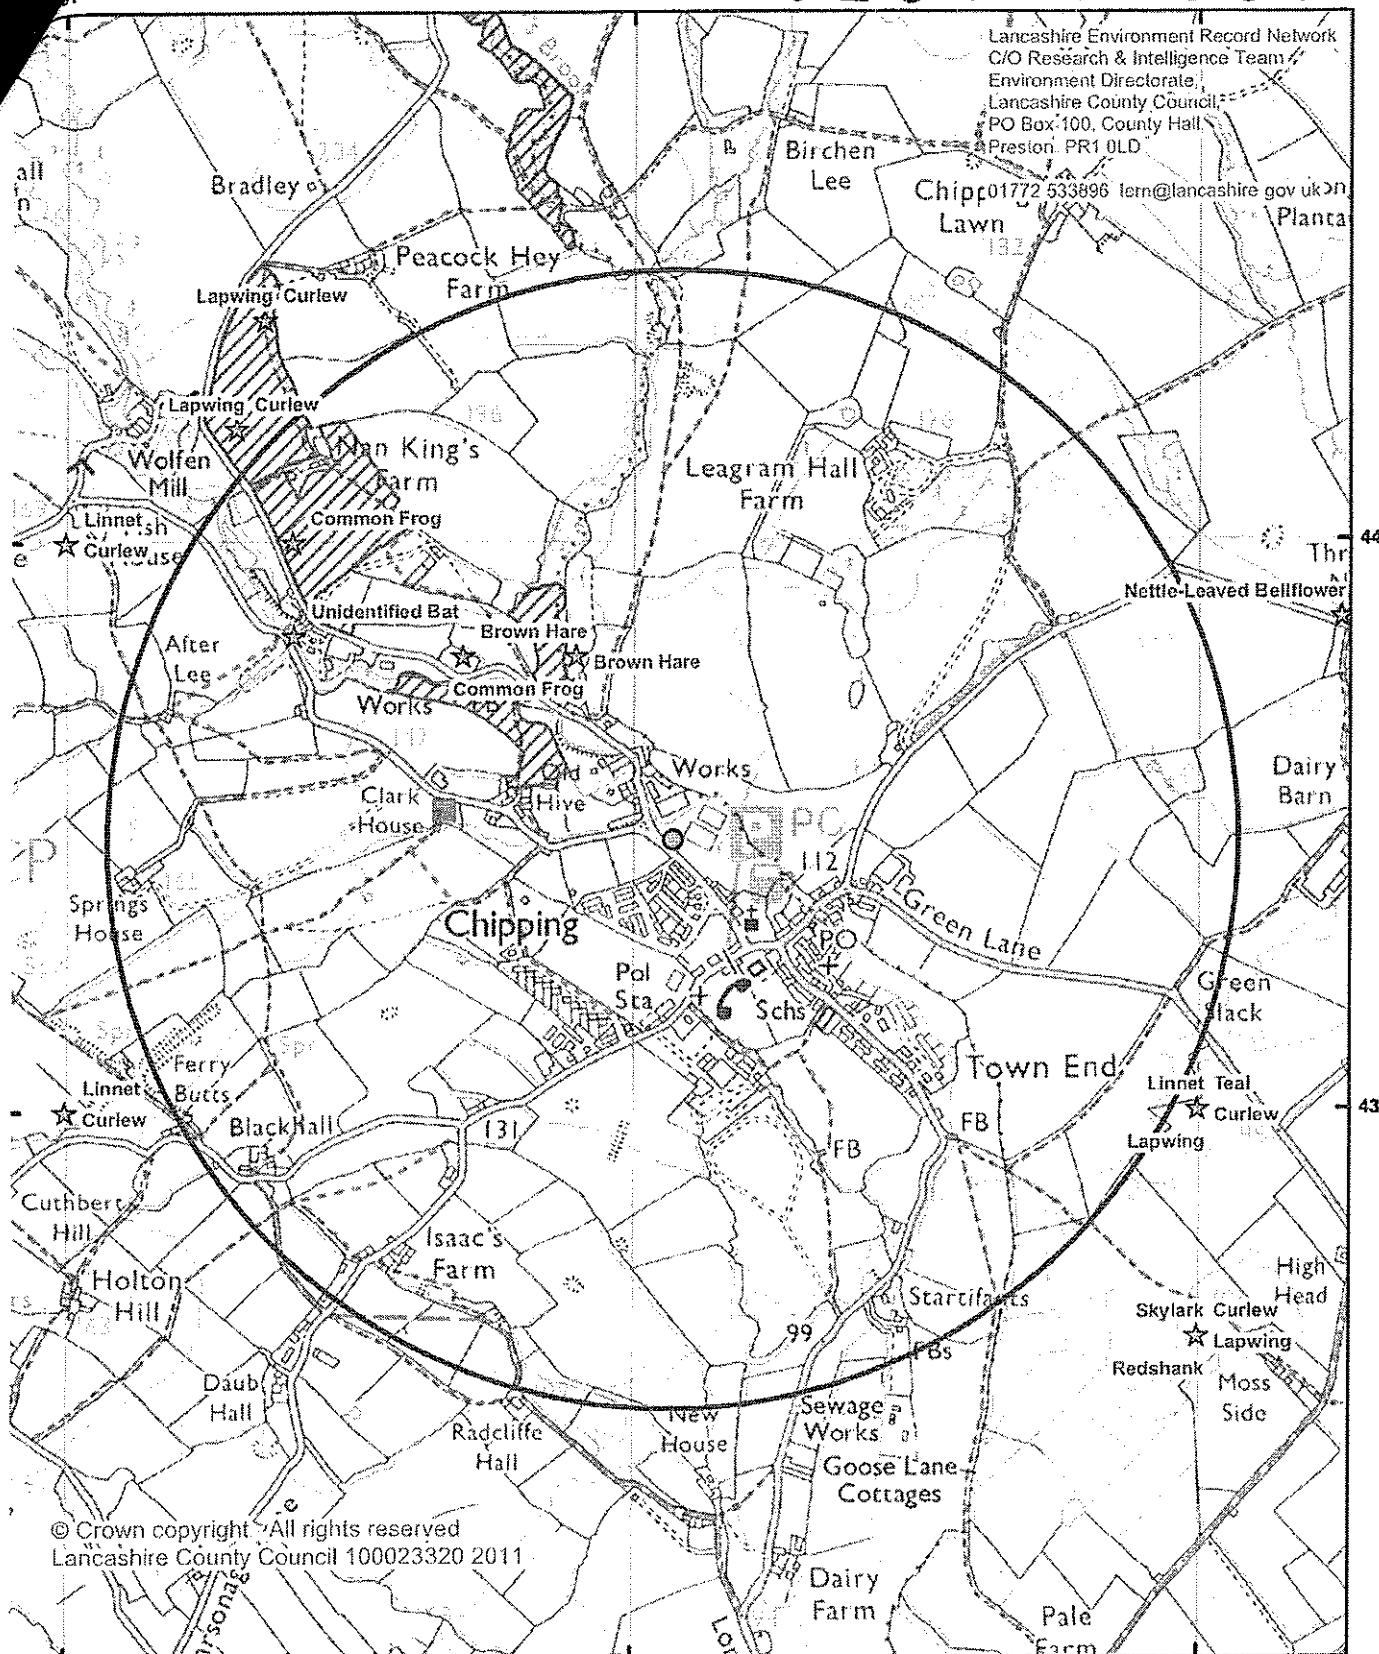 Lancashire Environment Record Network
C/O Research & Intelligence Team
Environment Directorate,
Lancashire County Council,
PO Box 100, County Hall,
Preston PR1 0LD
01772 533896 lern@lancashire gov uk
Birchen
Lee
Lawn
Planta
Bradley
Peacock Hey
Farm
Lapwing Curlew
Lapwing Curlew
Wolfen
Mill
Nan King's
Farm
Leagram Hall
Farm
Common Frog
Linnet
Curlew
44
Thr
Nettle-Leaved Bellflower
Unidentified Bat
After
Lee
Brown Hare
Brown Hare
Common Frog
Works
Works
Old
Hive
Clark
House
PC
112
Dairy
Barn
Springs
House
Chipping
Green Lane
PO
Pol
Sta
Schs
Green
Slack
Spr
Ferry
Butts
Linnet
Curlew
Blackhall
131
Town End
FB
FB
Linnet Teal
Curlew
Lapwing
43
Cuthbert
Hill
Holton
Hill
Isaac's
Farm
Startifants
99
FBs
High
Head
Skylark Curlew
Lapwing
Redshank
Moss
Side
Daub
Hall
Radcliffe
Hall
New
House
Sewage
Works
Goose Lane
Cottages
© Crown copyright All rights reserved
Lancashire County Council 100023320 2011
Dairy
Farm
Pale
Farm